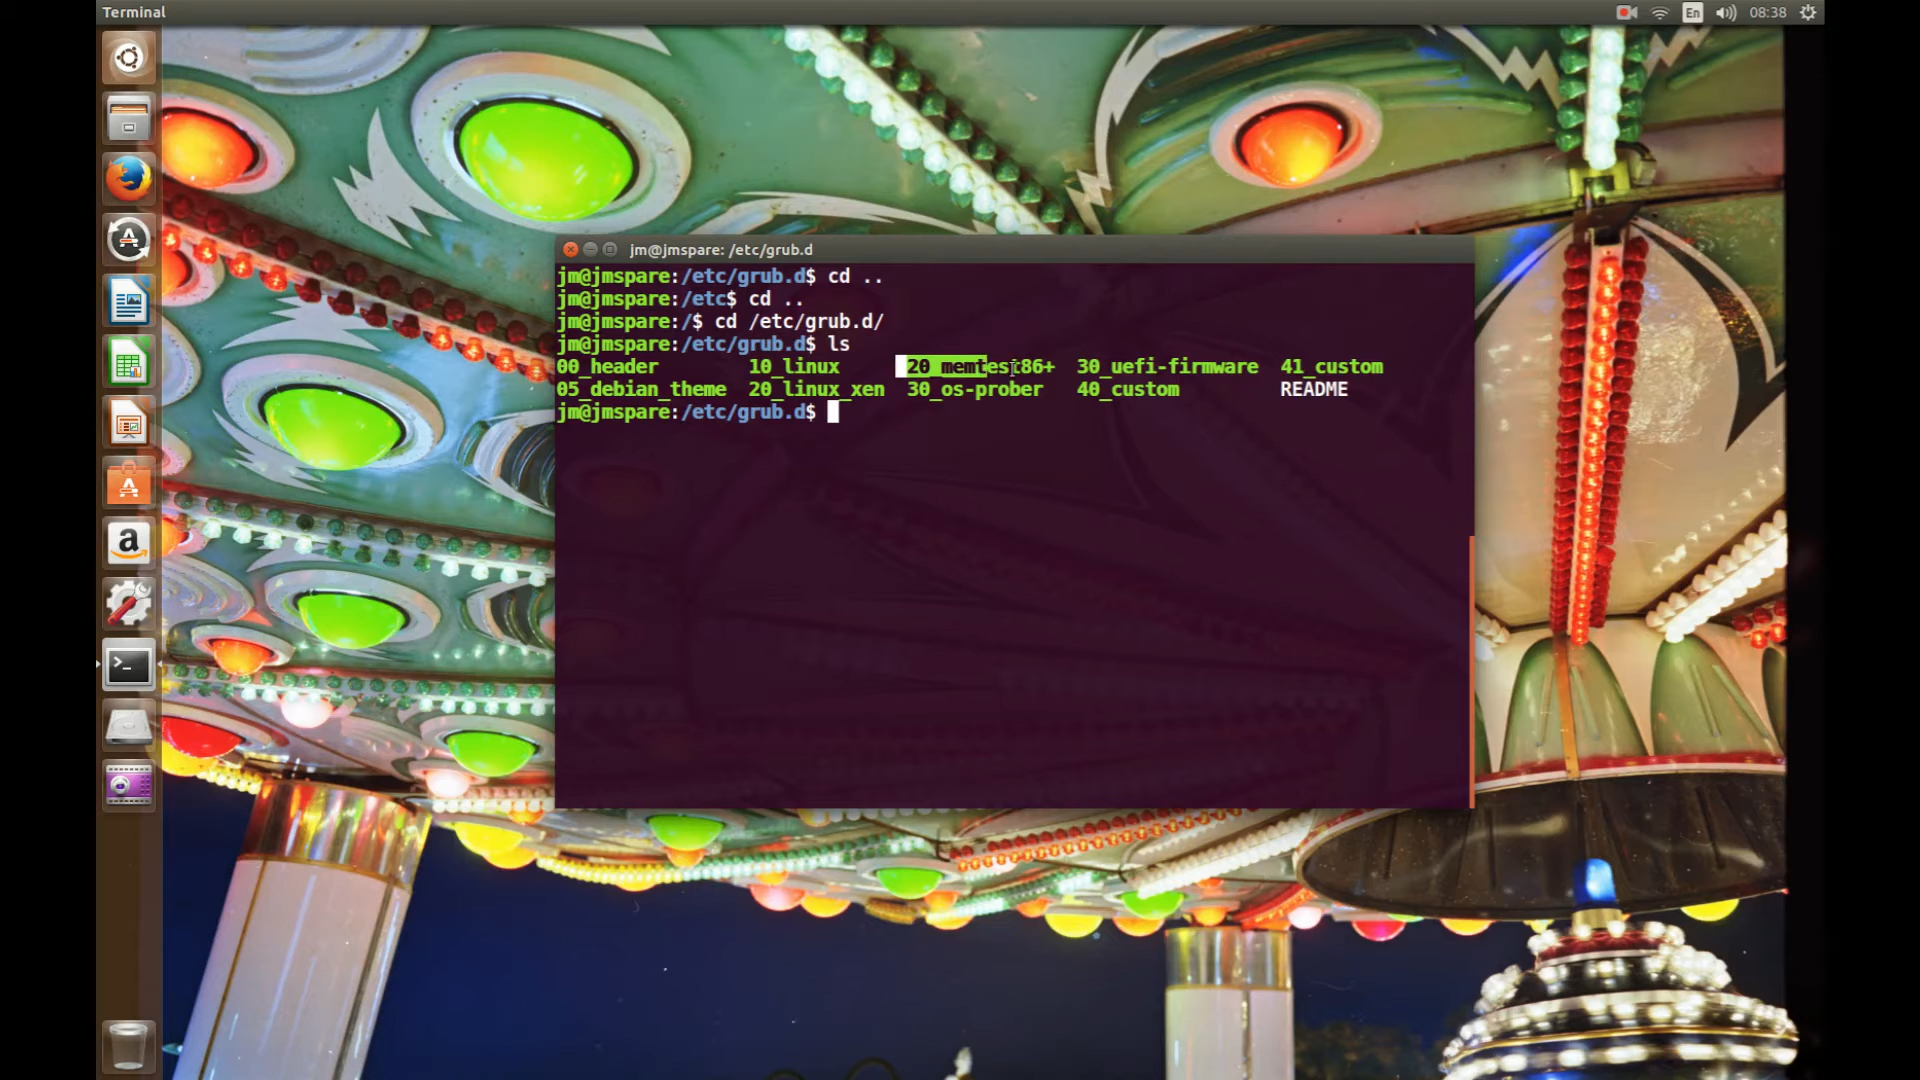 Terminal
En
08:38
jm@jmspare: /etc/grub.d
jm@jmspare:/etc/grub.d$ cd ..
jm@jmspare:/etc$ cd ..
jm@jmspare:/$ cd /etc/grub.d/
jm@jmspare:/etc/grub.d$ ls
00_header 10_linux 20_memtest86+ 30_uefi-firmware 41_custom
05_debian_theme 20_linux_xen 30_os-prober 40_custom README
jm@jmspare:/etc/grub.d$